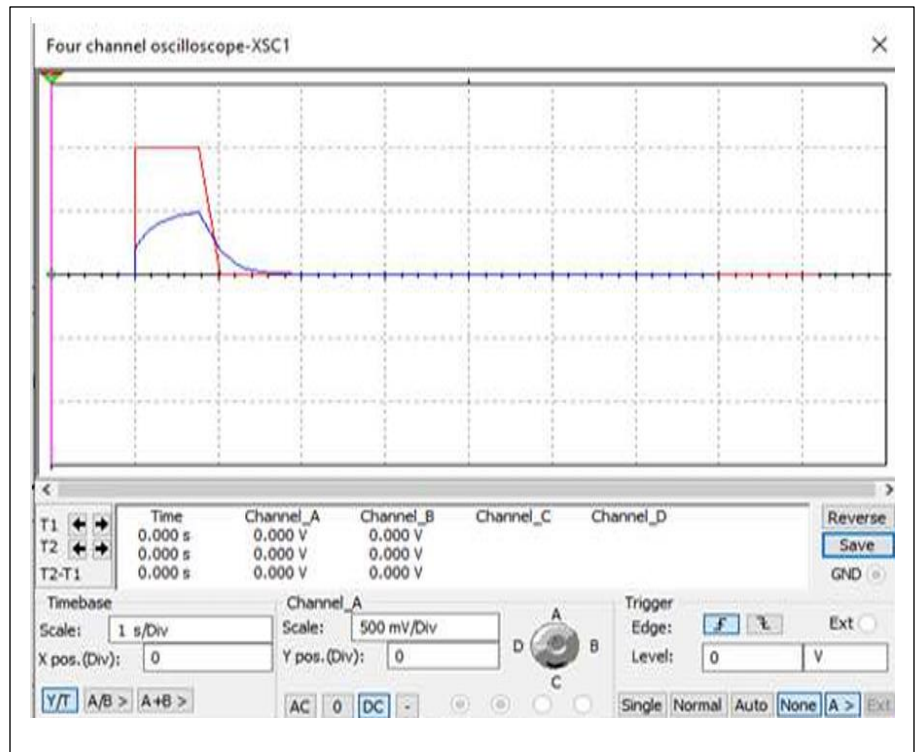 Four channel oscilloscope-XSC1
Time Channel_A Channel_B Channel_C Channel_D
T1 0.000 s 0.000 V 0.000 V
T2 0.000 s 0.000 V 0.000 V
T2-T1 0.000 s 0.000 V 0.000 V
Reverse
Save
GND
Timebase
Scale: 1 s/Div
X pos.(Div): 0
Y/T A/B > A+B >
Channel_A
Scale: 500 mV/Div
Y pos.(Div): 0
AC 0 DC -
A
D B
C
Trigger
Edge: Ext
Level: 0 V
Single Normal Auto None A > Ext